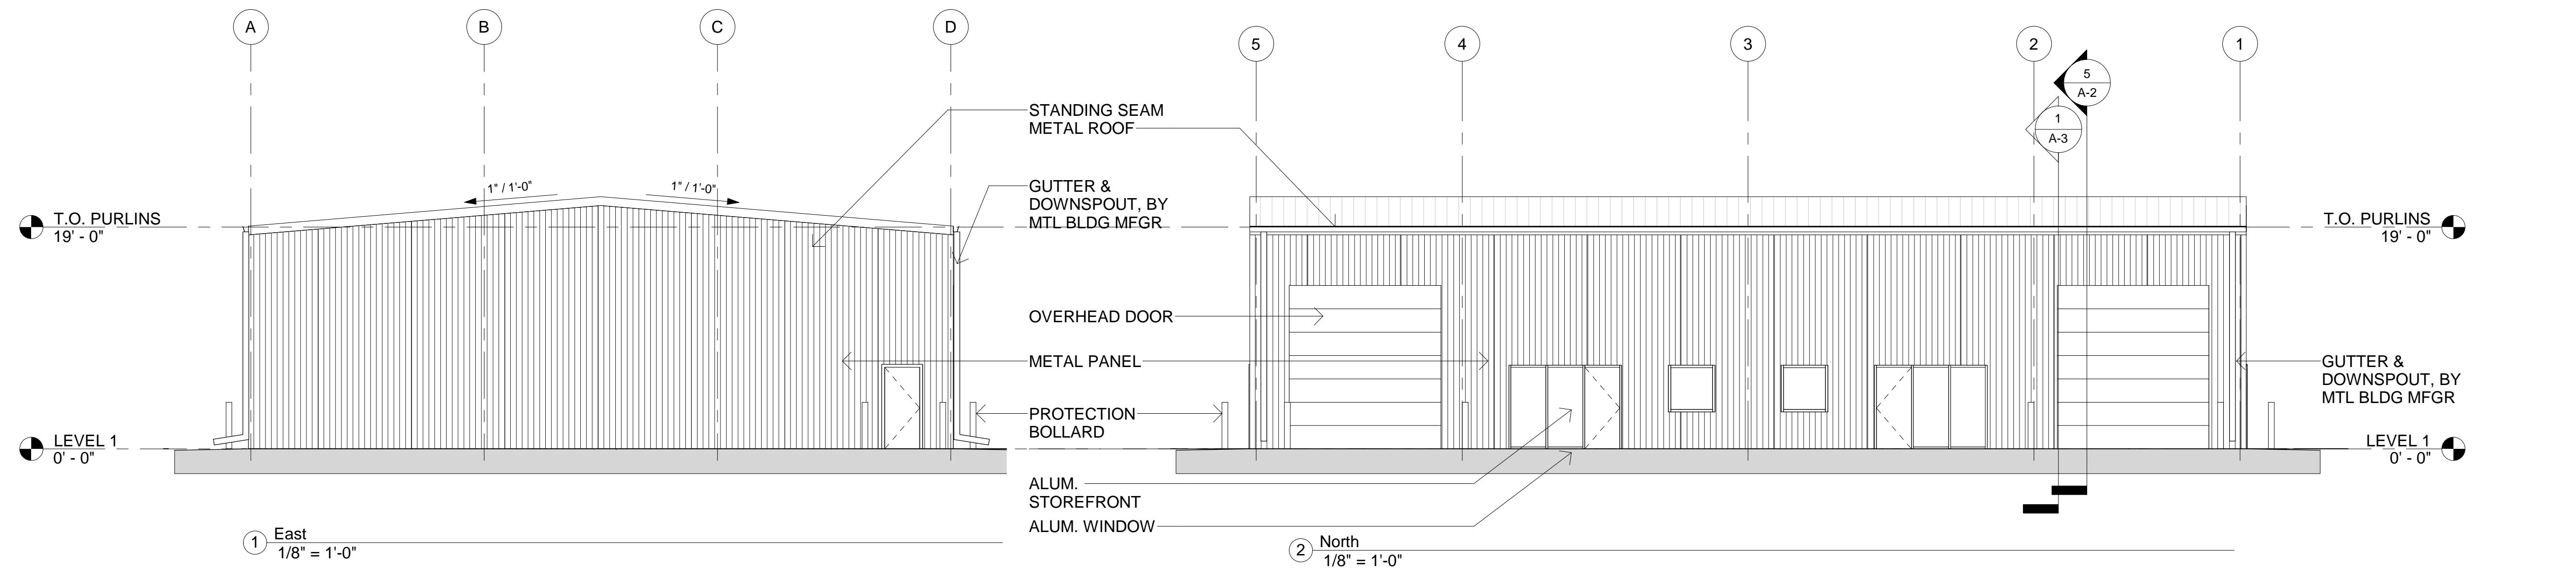 A
B
C
D
1" / 1'-0"
1" / 1'-0"
T.O. PURLINS
19' - 0"
LEVEL 1
0' - 0"
1
East
1/8" = 1'-0"
STANDING SEAM
METAL ROOF
GUTTER &
DOWNSPOUT, BY
MTL BLDG MFGR
OVERHEAD DOOR
METAL PANEL
PROTECTION
BOLLARD
ALUM.
STOREFRONT
ALUM. WINDOW
5
4
3
2
1
5
A-2
1
A-3
T.O. PURLINS
19' - 0"
GUTTER &
DOWNSPOUT, BY
MTL BLDG MFGR
LEVEL 1
0' - 0"
2
North
1/8" = 1'-0"